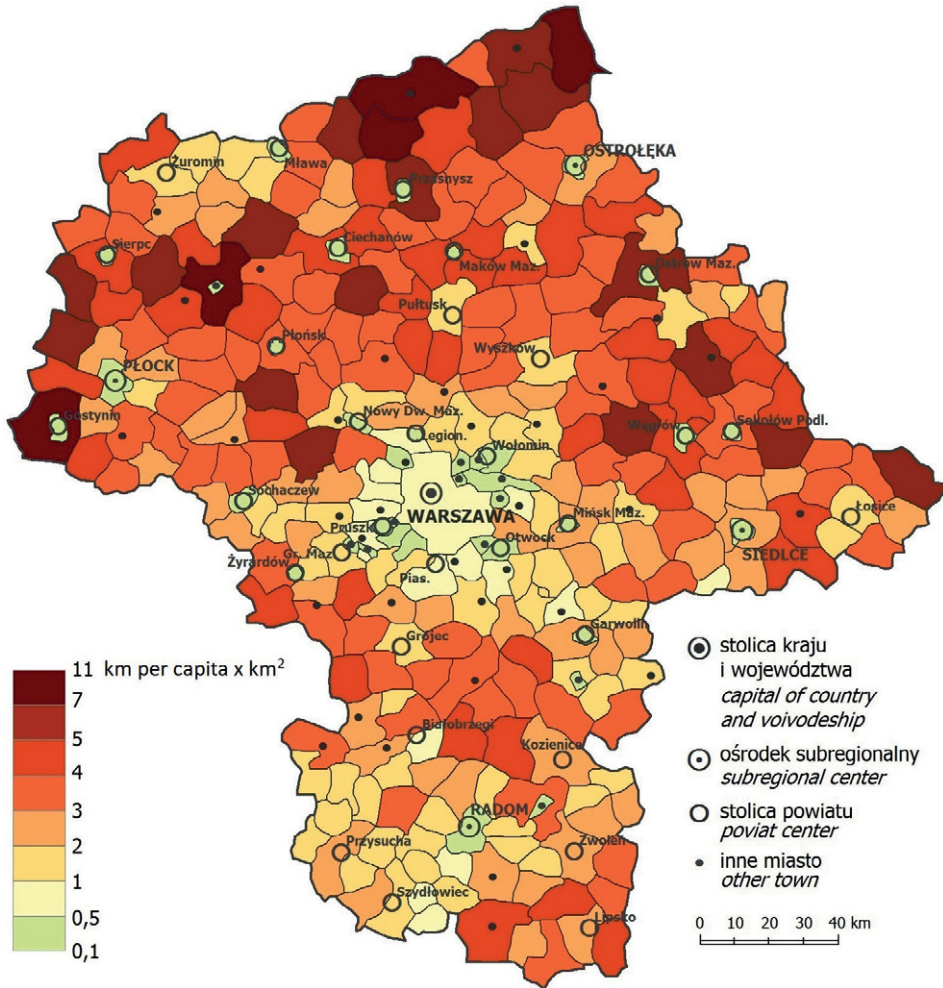 OSTROŁĘKA
Żuromin
Mława
Przasnysz
Sierpc
Ciechanów
Maków Maz.
Ostrów Maz.
Pułtusk
Płońsk
Wyszków
PŁOCK
Gostynin
Nowy Dw. Maz.
Legion.
Wołomin
Węgrów
Sokołów Podl.
Sochaczew
WARSZAWA
Mińsk Maz.
Łosice
Pruszk.
Otwock
SIEDLCE
Gr. Maz.
Żyrardów
Pias.
Garwolin
Grójec
Białobrzegi
Kozienice
RADOM
Przysucha
Zwoleń
Szydłowiec
Lipsko
11 km per capita x km²
7
5
4
3
2
1
0,5
0,1
stolica kraju
i województwa
capital of country
and voivodeship
ośrodek subregionalny
subregional center
stolica powiatu
poviat center
inne miasto
other town
0 10 20 40 km